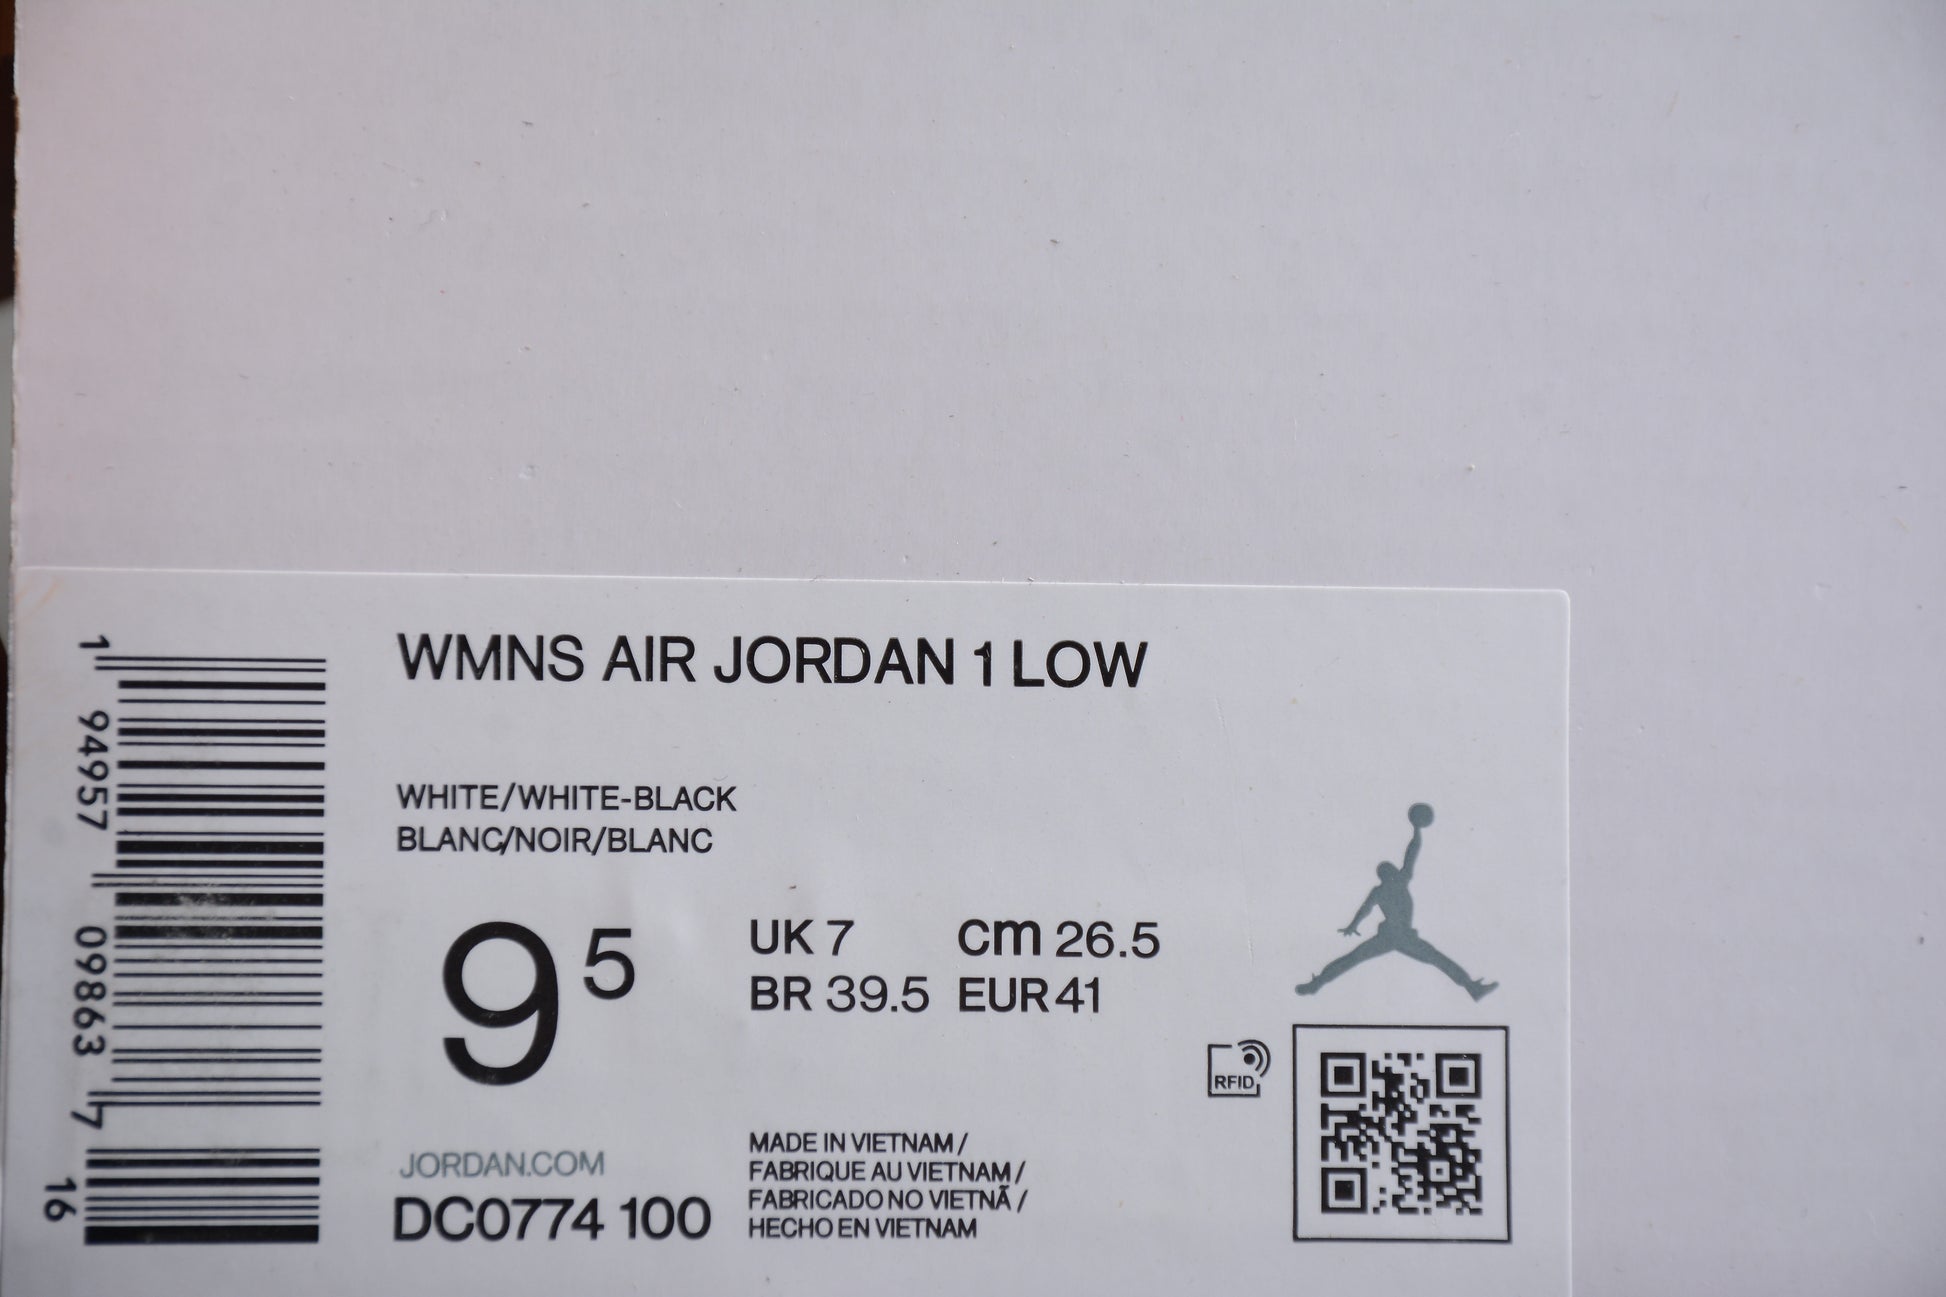 WMNS AIR JORDAN 1 LOW
WHITE/WHITE-BLACK
BLANC/NOIR/BLANC
9 5
UK 7 cm 26.5
BR 39.5 EUR 41
RFID
JORDAN.COM
DC0774 100
MADE IN VIETNAM /
FABRIQUE AU VIETNAM /
FABRICADO NO VIETNÃ /
HECHO EN VIETNAM
1 94957 09863 7
16